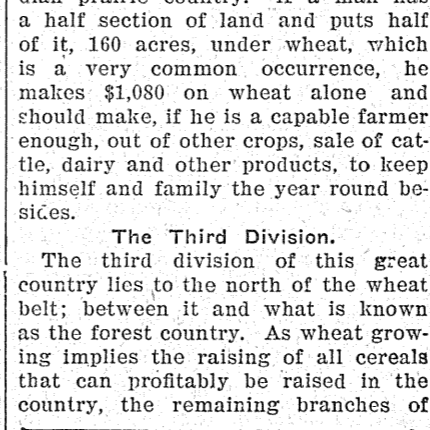 dian prairie country. If a man has
a half section of land and puts half
of it, 160 acres, under wheat, which
is a very common occurrence, he
makes $1,080 on wheat alone and
should make, if he is a capable farmer
enough, out of other crops, sale of cat-
tle, dairy and other products, to keep
himself and family the year round be-
sides.
The Third Division.
The third division of this great
country lies to the north of the wheat
belt; between it and what is known
as the forest country. As wheat grow-
ing implies the raising of all cereals
that can profitably be raised in the
country, the remaining branches of